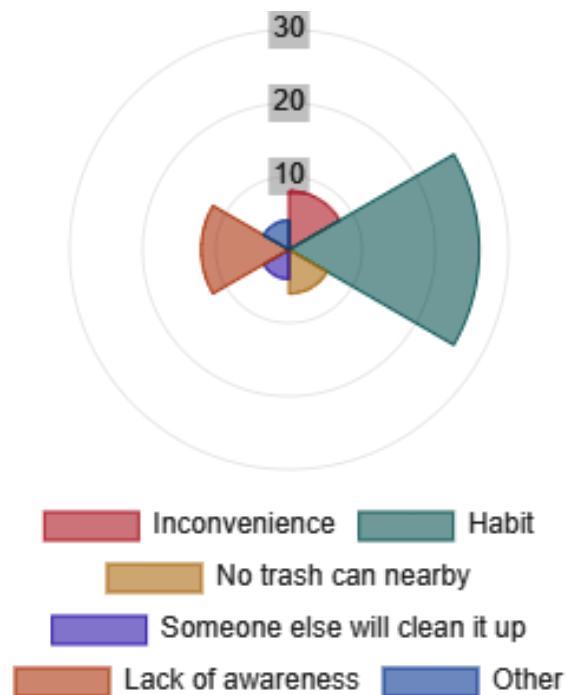 30
20
10
Inconvenience Habit
No trash can nearby
Someone else will clean it up
Lack of awareness Other